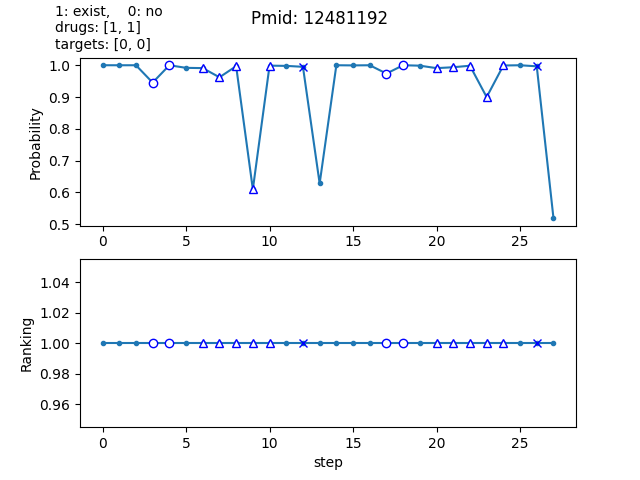 1: exist,    0: no
drugs: [1, 1]
targets: [0, 0]
Pmid: 12481192
1.0
0.9
0.8
0.7
0.6
0.5
Probability
0 5 10 15 20 25
1.04
1.02
1.00
0.98
0.96
Ranking
0 5 10 15 20 25
step